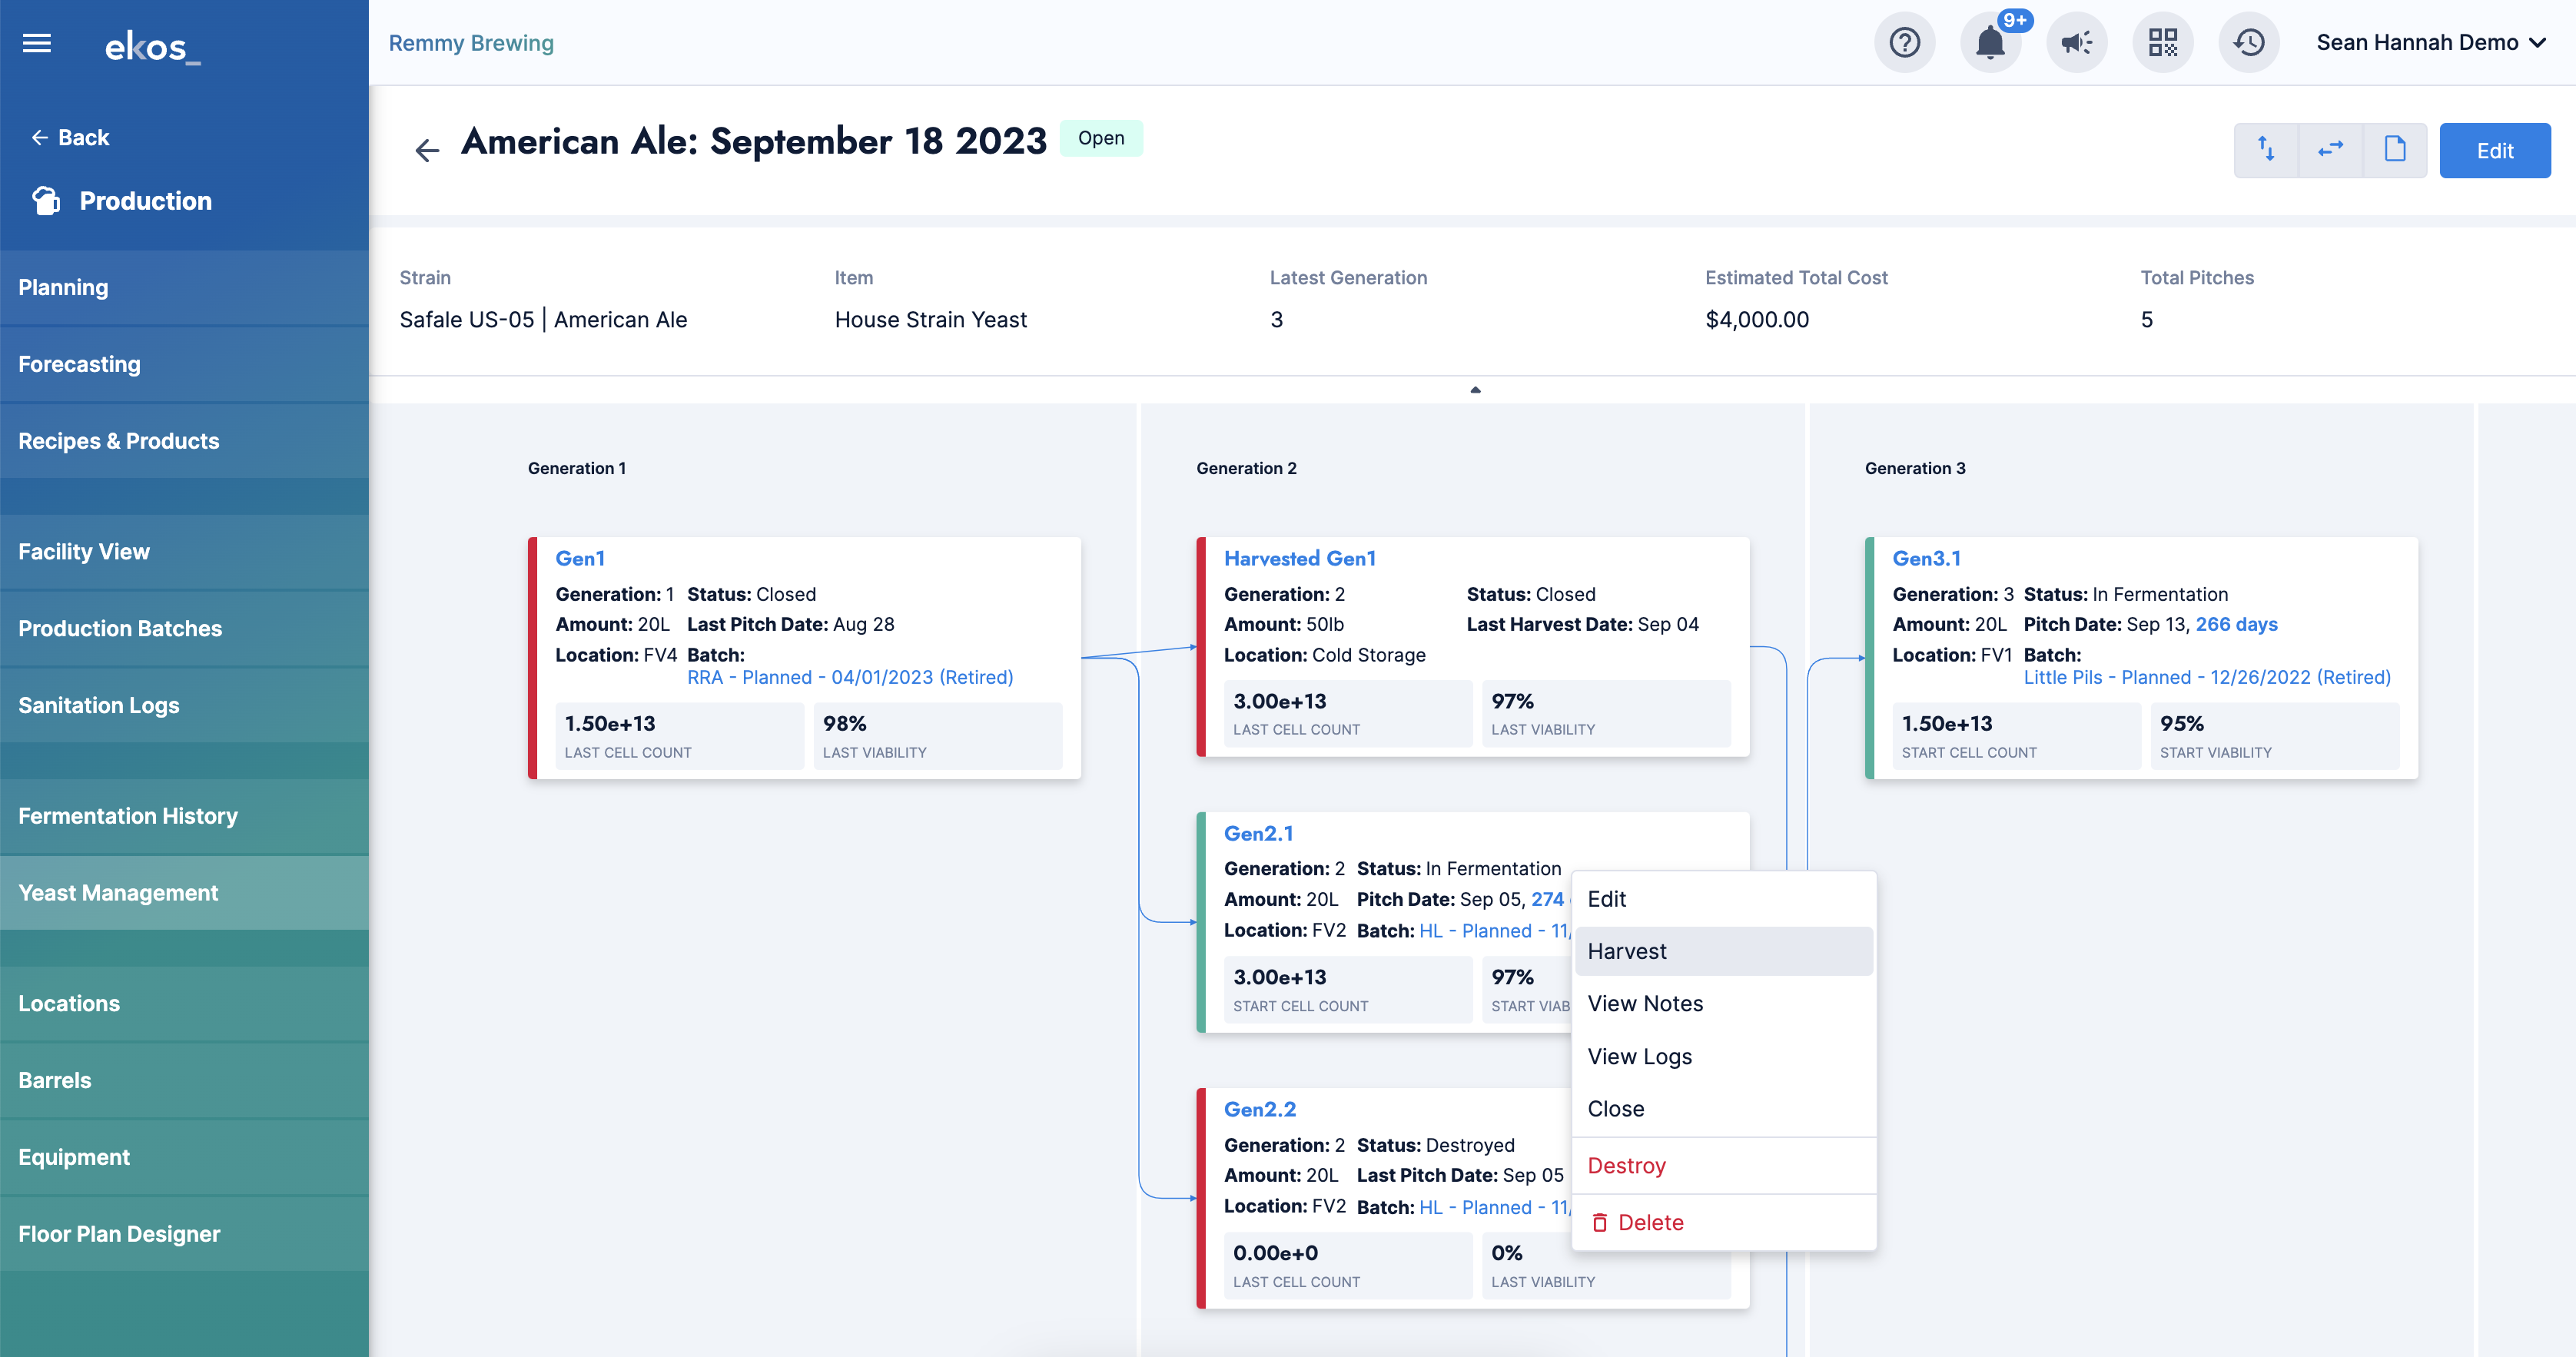 ekos_
Remmy Brewing
9+
Sean Hannah Demo
Back
Production
Planning
Forecasting
Recipes & Products
Facility View
Production Batches
Sanitation Logs
Fermentation History
Yeast Management
Locations
Barrels
Equipment
Floor Plan Designer
American Ale: September 18 2023
Open
Edit
Strain
Item
Latest Generation
Estimated Total Cost
Total Pitches
Safale US-05 | American Ale
House Strain Yeast
3
$4,000.00
5
Generation 1
Gen1
Generation: 1 Status: Closed
Amount: 20L Last Pitch Date: Aug 28
Location: FV4 Batch:
RRA - Planned - 04/01/2023 (Retired)
1.50e+13
LAST CELL COUNT
98%
LAST VIABILITY
Generation 2
Harvested Gen1
Generation: 2 Status: Closed
Amount: 50lb Last Harvest Date: Sep 04
Location: Cold Storage
3.00e+13
LAST CELL COUNT
97%
LAST VIABILITY
Gen2.1
Generation: 2 Status: In Fermentation
Amount: 20L Pitch Date: Sep 05, 274
Location: FV2 Batch: HL - Planned - 11/
3.00e+13
START CELL COUNT
97%
START VIAB
Gen2.2
Generation: 2 Status: Destroyed
Amount: 20L Last Pitch Date: Sep 05
Location: FV2 Batch: HL - Planned - 11/
0.00e+0
LAST CELL COUNT
0%
LAST VIABILITY
Edit
Harvest
View Notes
View Logs
Close
Destroy
Delete
Generation 3
Gen3.1
Generation: 3 Status: In Fermentation
Amount: 20L Pitch Date: Sep 13, 266 days
Location: FV1 Batch:
Little Pils - Planned - 12/26/2022 (Retired)
1.50e+13
START CELL COUNT
95%
START VIABILITY